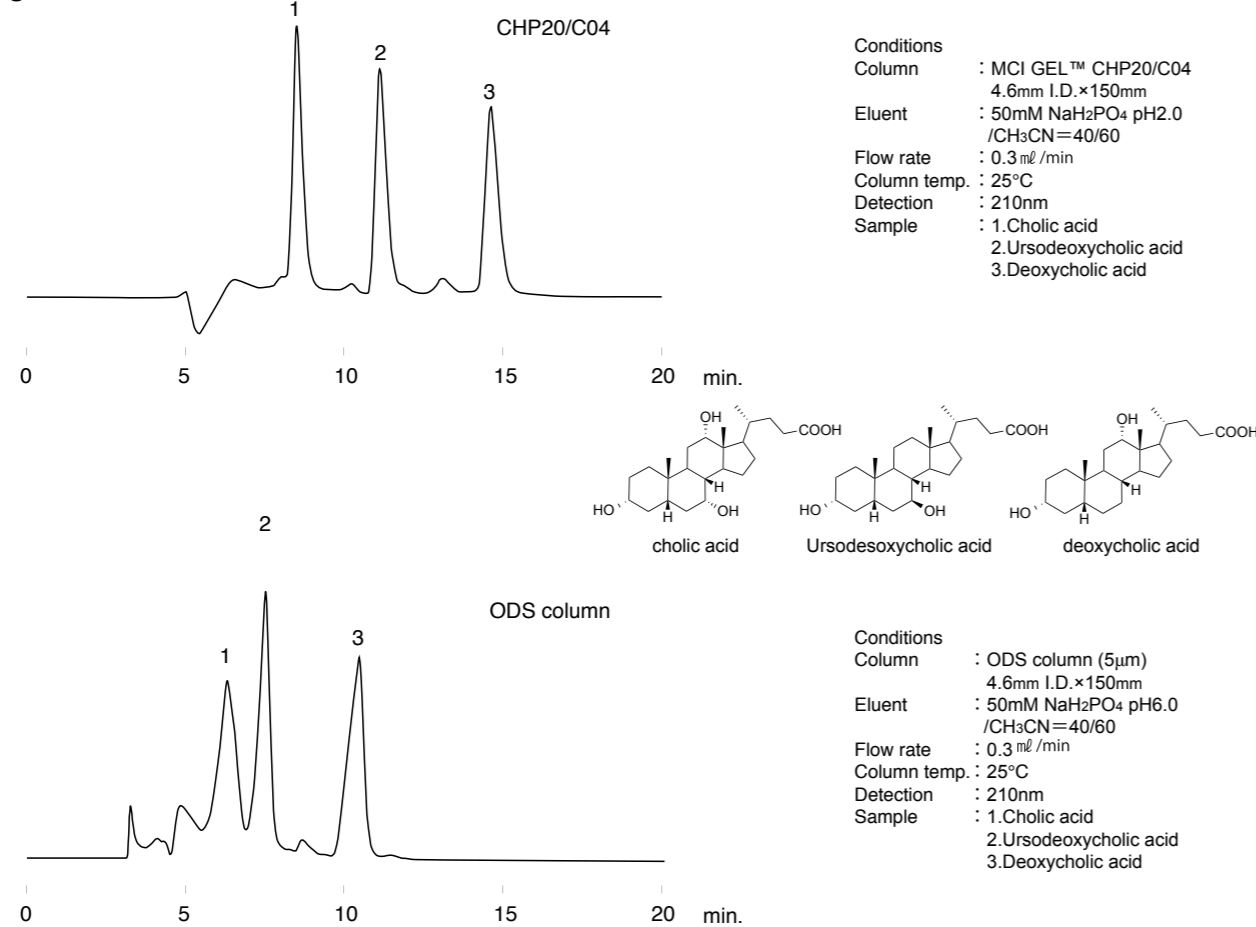 1
2
3
CHP20/C04
Conditions
Column : MCI GEL™ CHP20/C04
4.6mm I.D.×150mm
Eluent : 50mM NaH₂PO₄ pH2.0
/CH₃CN＝40/60
Flow rate : 0.3 ㎖/min
Column temp. : 25°C
Detection : 210nm
Sample : 1.Cholic acid
2.Ursodeoxycholic acid
3.Deoxycholic acid
0 5 10 15 20 min.
OH COOH HO H H OH
cholic acid
COOH HO H H OH
Ursodesoxycholic acid
OH COOH HO H H
deoxycholic acid
1
2
3
ODS column
Conditions
Column : ODS column (5μm)
4.6mm I.D.×150mm
Eluent : 50mM NaH₂PO₄ pH6.0
/CH₃CN＝40/60
Flow rate : 0.3 ㎖/min
Column temp. : 25°C
Detection : 210nm
Sample : 1.Cholic acid
2.Ursodeoxycholic acid
3.Deoxycholic acid
0 5 10 15 20 min.